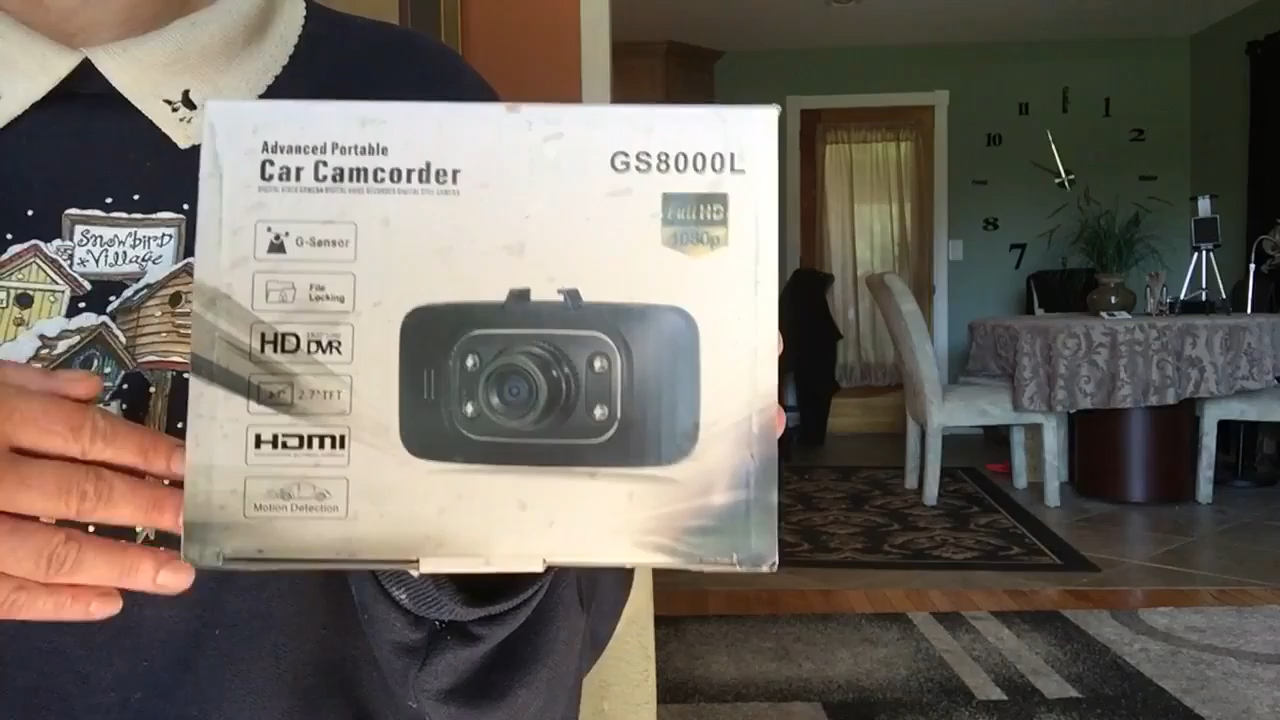 Advanced Portable
Car Camcorder
GS8000L
Full HD
1080p
G-Sensor
File
Locking
HD DVR
2.7" TFT
HDMI
Motion Detection
Snowbird
Village
11
1
10
2
8
7